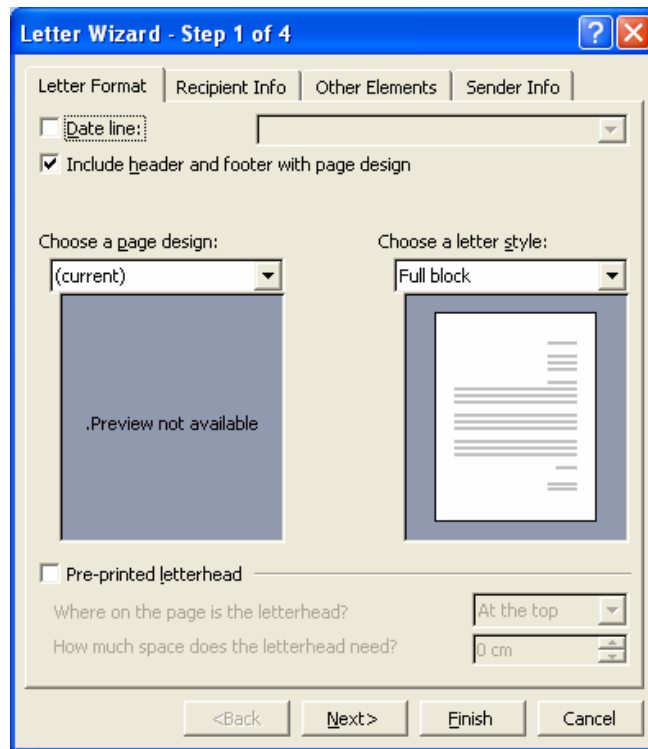 Letter Wizard - Step 1 of 4
Letter Format Recipient Info Other Elements Sender Info
Date line:
Include header and footer with page design
Choose a page design: Choose a letter style:
(current) Full block
.Preview not available
Pre-printed letterhead
Where on the page is the letterhead? At the top
How much space does the letterhead need? 0 cm
<Back Next> Finish Cancel